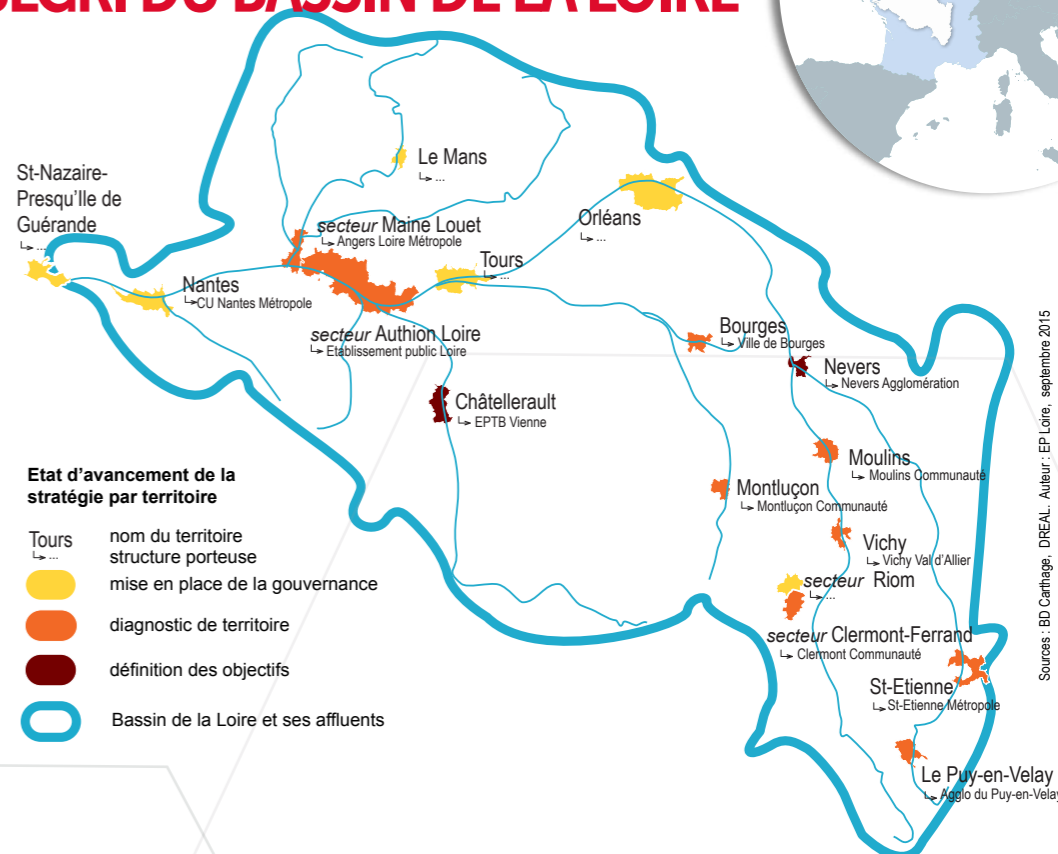 DU BASSIN DE LA LOIRE
St-Nazaire-
Presqu'Ile de
Guérande
↳ ...
Le Mans
↳ ...
Orléans
↳ ...
secteur Maine Louet
↳ Angers Loire Métropole
Tours
↳ ...
Nantes
↳ CU Nantes Métropole
secteur Authion Loire
↳ Etablissement public Loire
Bourges
↳ Ville de Bourges
Nevers
↳ Nevers Agglomération
Châtellerault
↳ EPTB Vienne
Moulins
↳ Moulins Communauté
Montluçon
↳ Montluçon Communauté
Vichy
↳ Vichy Val d'Allier
secteur Riom
↳ ...
secteur Clermont-Ferrand
↳ Clermont Communauté
St-Etienne
↳ St-Etienne Métropole
Le Puy-en-Velay
↳ Agglo du Puy-en-Velay
Etat d'avancement de la
stratégie par territoire
Tours
↳ ...
nom du territoire
structure porteuse
mise en place de la gouvernance
diagnostic de territoire
définition des objectifs
Bassin de la Loire et ses affluents
Sources : BD Carthage, DREAL. Auteur : EP Loire, septembre 2015